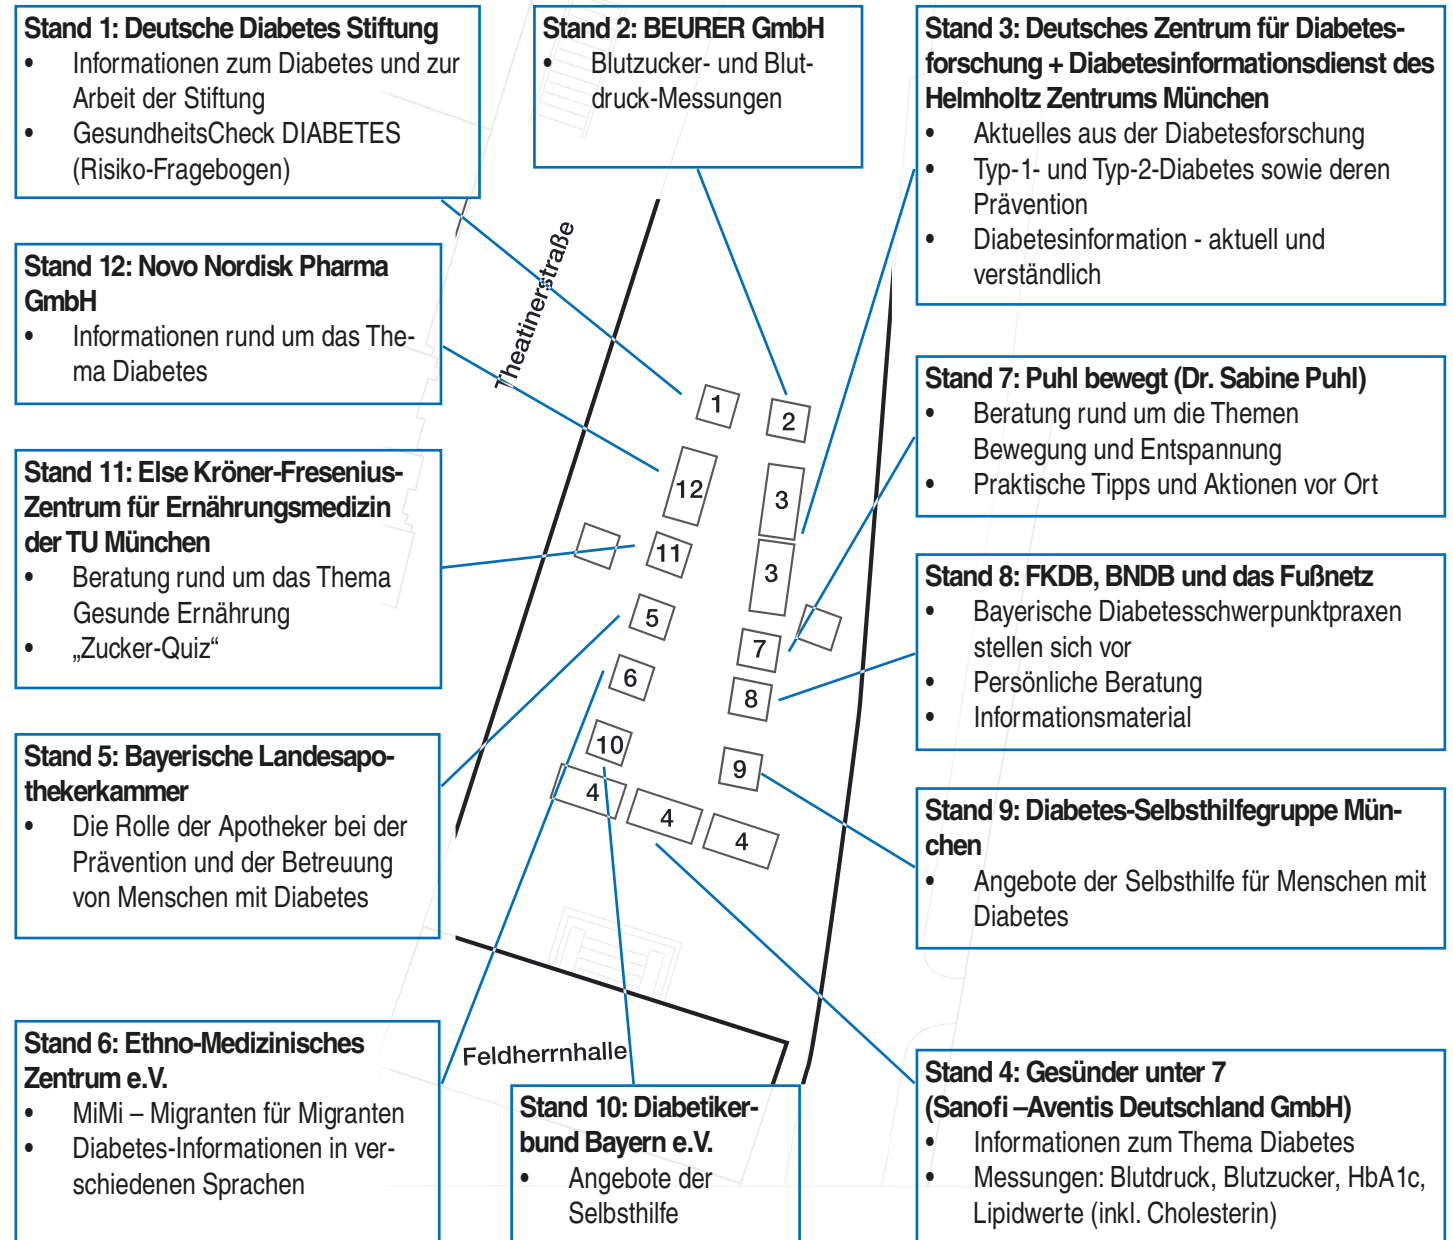 Stand 1: Deutsche Diabetes Stiftung
• Informationen zum Diabetes und zur
Arbeit der Stiftung
• GesundheitsCheck DIABETES
(Risiko-Fragebogen)
Stand 2: BEURER GmbH
• Blutzucker- und Blut-
druck-Messungen
Stand 3: Deutsches Zentrum für Diabetes-
forschung + Diabetesinformationsdienst des
Helmholtz Zentrums München
• Aktuelles aus der Diabetesforschung
• Typ-1- und Typ-2-Diabetes sowie deren
Prävention
• Diabetesinformation - aktuell und
verständlich
Stand 12: Novo Nordisk Pharma
GmbH
• Informationen rund um das The-
ma Diabetes
Stand 11: Else Kröner-Fresenius-
Zentrum für Ernährungsmedizin
der TU München
• Beratung rund um das Thema
Gesunde Ernährung
• „Zucker-Quiz“
Stand 5: Bayerische Landesapo-
thekerkammer
• Die Rolle der Apotheker bei der
Prävention und der Betreuung
von Menschen mit Diabetes
Stand 6: Ethno-Medizinisches
Zentrum e.V.
• MiMi – Migranten für Migranten
• Diabetes-Informationen in ver-
schiedenen Sprachen
Theatinerstraße
1
2
12
3
11
3
5
7
6
8
10
9
4
4
4
Feldherrnhalle
Stand 10: Diabetiker-
bund Bayern e.V.
• Angebote der
Selbsthilfe
Stand 7: Puhl bewegt (Dr. Sabine Puhl)
• Beratung rund um die Themen
Bewegung und Entspannung
• Praktische Tipps und Aktionen vor Ort
Stand 8: FKDB, BNDB und das Fußnetz
• Bayerische Diabetesschwerpunktpraxen
stellen sich vor
• Persönliche Beratung
• Informationsmaterial
Stand 9: Diabetes-Selbsthilfegruppe Mün-
chen
• Angebote der Selbsthilfe für Menschen mit
Diabetes
Stand 4: Gesünder unter 7
(Sanofi –Aventis Deutschland GmbH)
• Informationen zum Thema Diabetes
• Messungen: Blutdruck, Blutzucker, HbA1c,
Lipidwerte (inkl. Cholesterin)